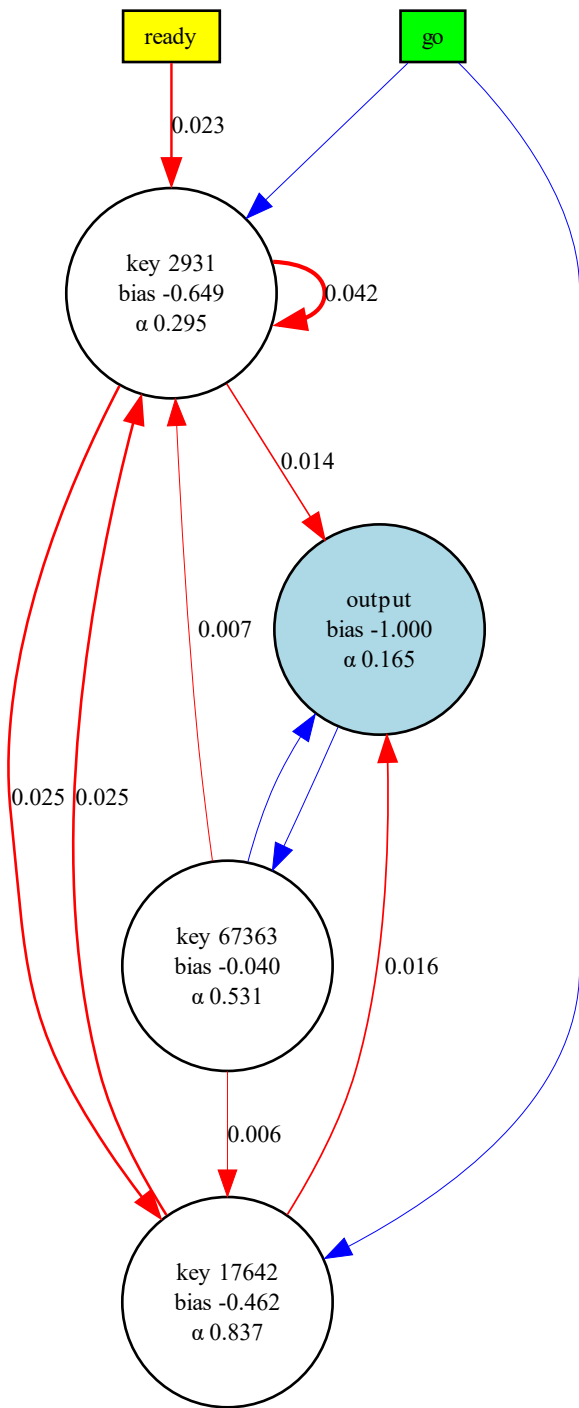 ready
go
0.023
key 2931
bias -0.649
α 0.295
0.042
0.014
output
bias -1.000
α 0.165
0.007
0.025
0.025
key 67363
bias -0.040
α 0.531
0.016
0.006
key 17642
bias -0.462
α 0.837